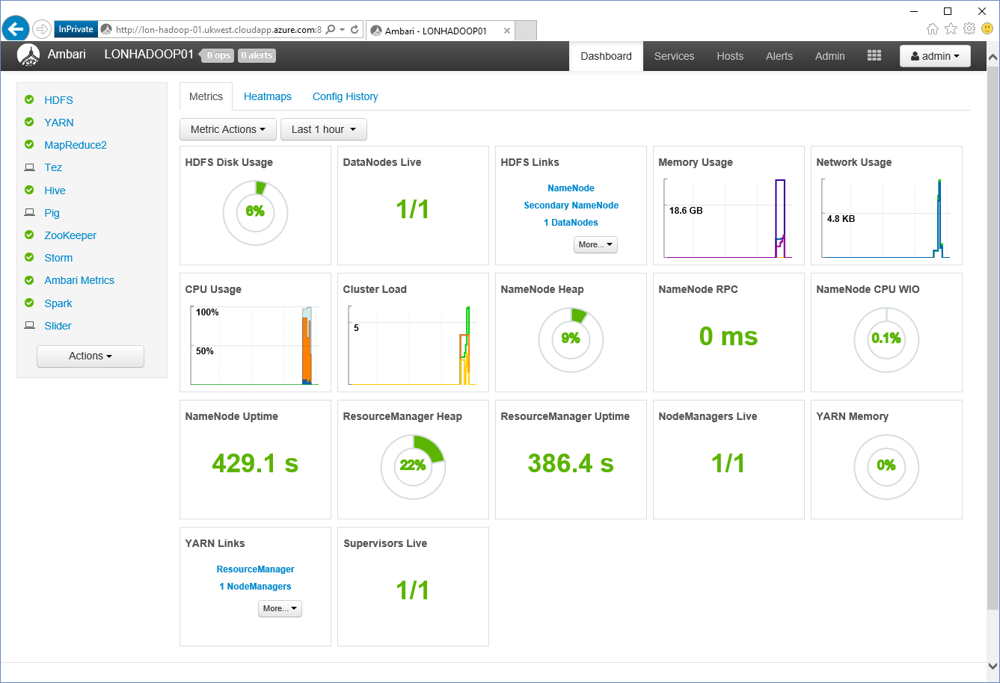 InPrivate
http://lon-hadoop-01.ukwest.cloudapp.azure.com:8
Ambari - LONHADOOP01
Ambari LONHADOOP01 0 ops 0 alerts Dashboard Services Hosts Alerts Admin admin
HDFS
YARN
MapReduce2
Tez
Hive
Pig
ZooKeeper
Storm
Ambari Metrics
Spark
Slider
Actions
Metrics Heatmaps Config History
Metric Actions Last 1 hour
HDFS Disk Usage
6%
DataNodes Live
1/1
HDFS Links
NameNode
Secondary NameNode
1 DataNodes
More...
Memory Usage
18.6 GB
Network Usage
4.8 KB
CPU Usage
100%
50%
Cluster Load
5
NameNode Heap
9%
NameNode RPC
0 ms
NameNode CPU WIO
0.1%
NameNode Uptime
429.1 s
ResourceManager Heap
22%
ResourceManager Uptime
386.4 s
NodeManagers Live
1/1
YARN Memory
0%
YARN Links
ResourceManager
1 NodeManagers
More...
Supervisors Live
1/1